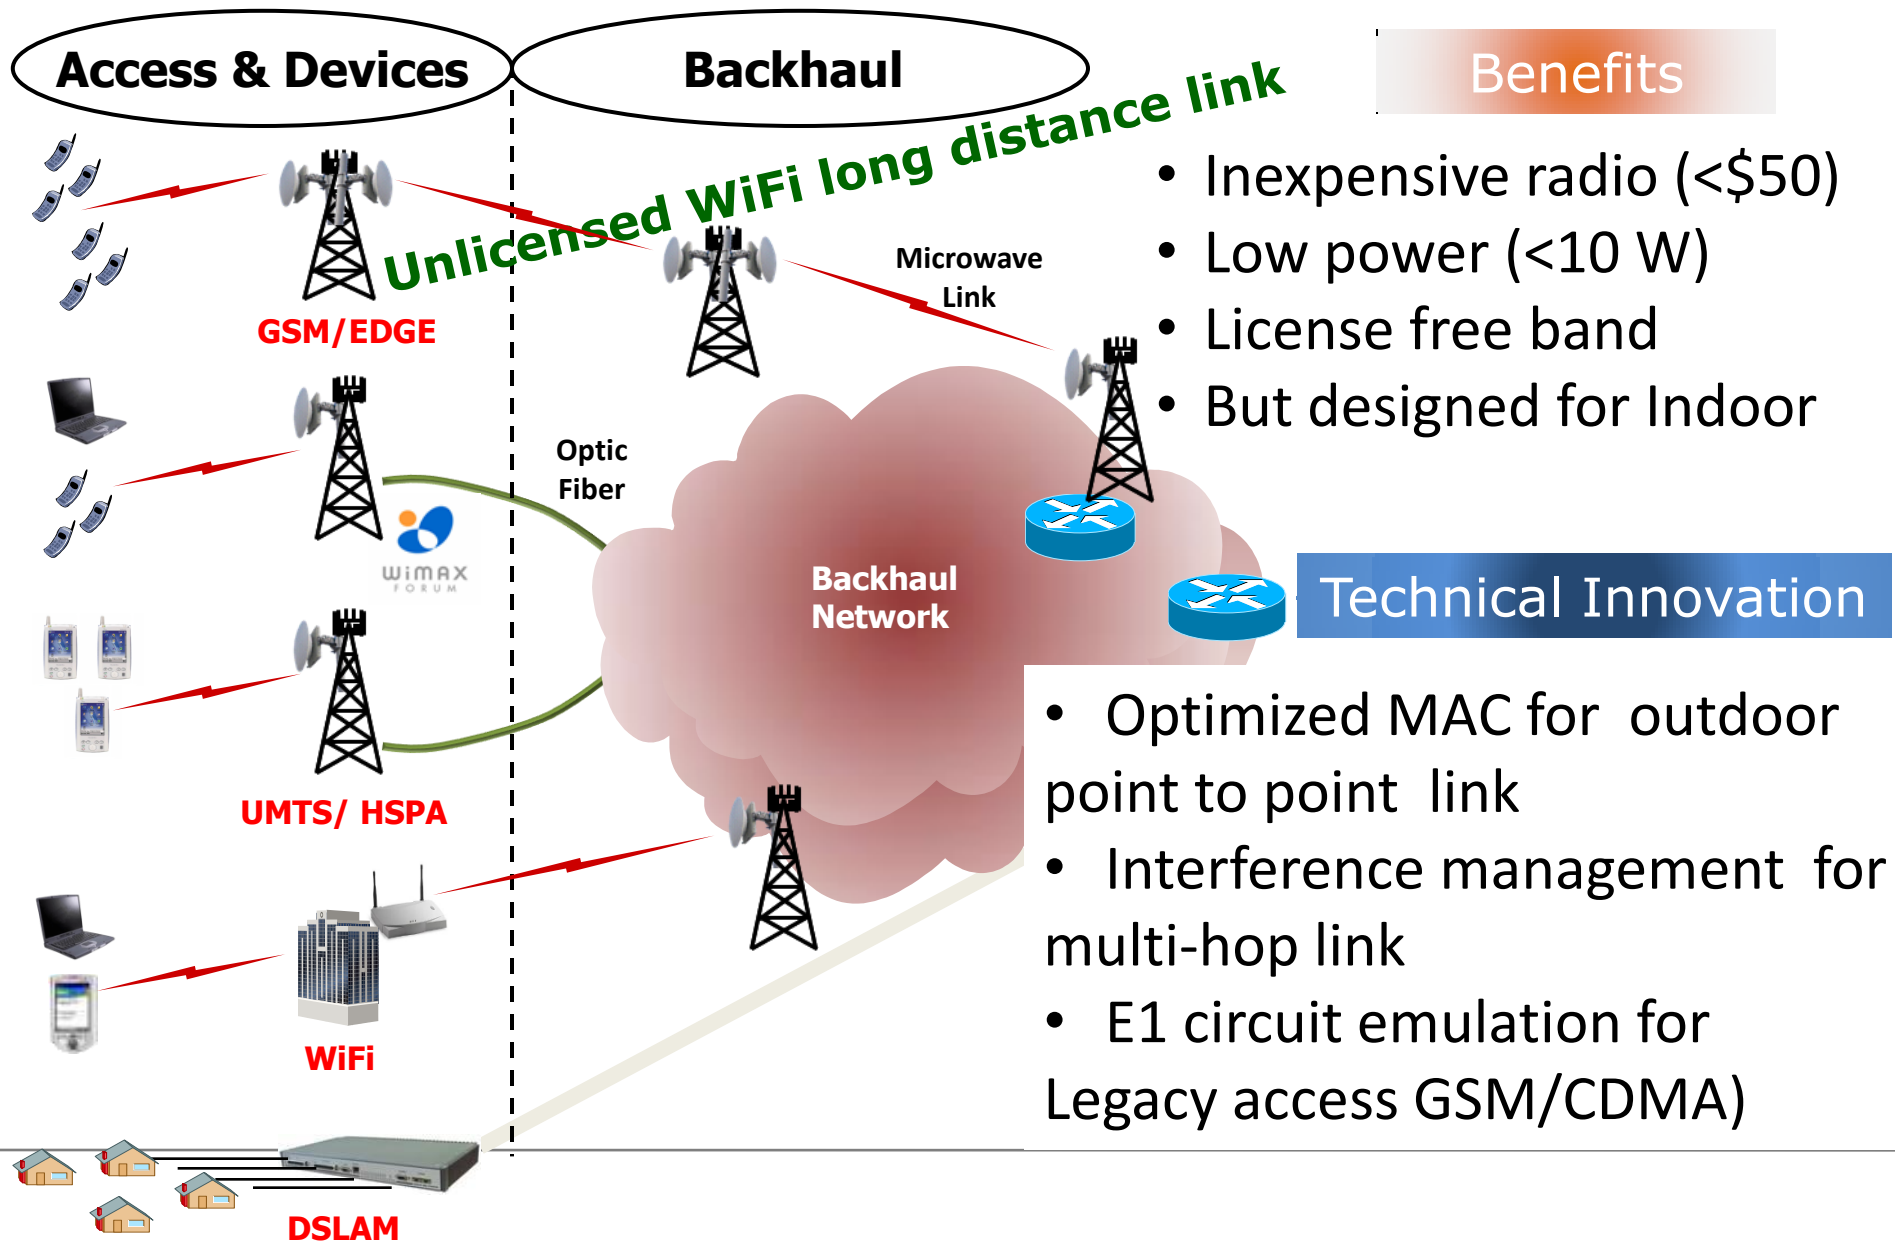 Access & Devices
Backhaul
Benefits
Unlicensed WiFi long distance link
• Inexpensive radio (<$50)
• Low power (<10 W)
• License free band
• But designed for Indoor
Microwave
Link
GSM/EDGE
Optic
Fiber
WiMAX
FORUM
Backhaul
Network
Technical Innovation
• Optimized MAC for  outdoor
point to point  link
• Interference management  for
multi-hop link
• E1 circuit emulation for
Legacy access GSM/CDMA)
UMTS/ HSPA
WiFi
DSLAM